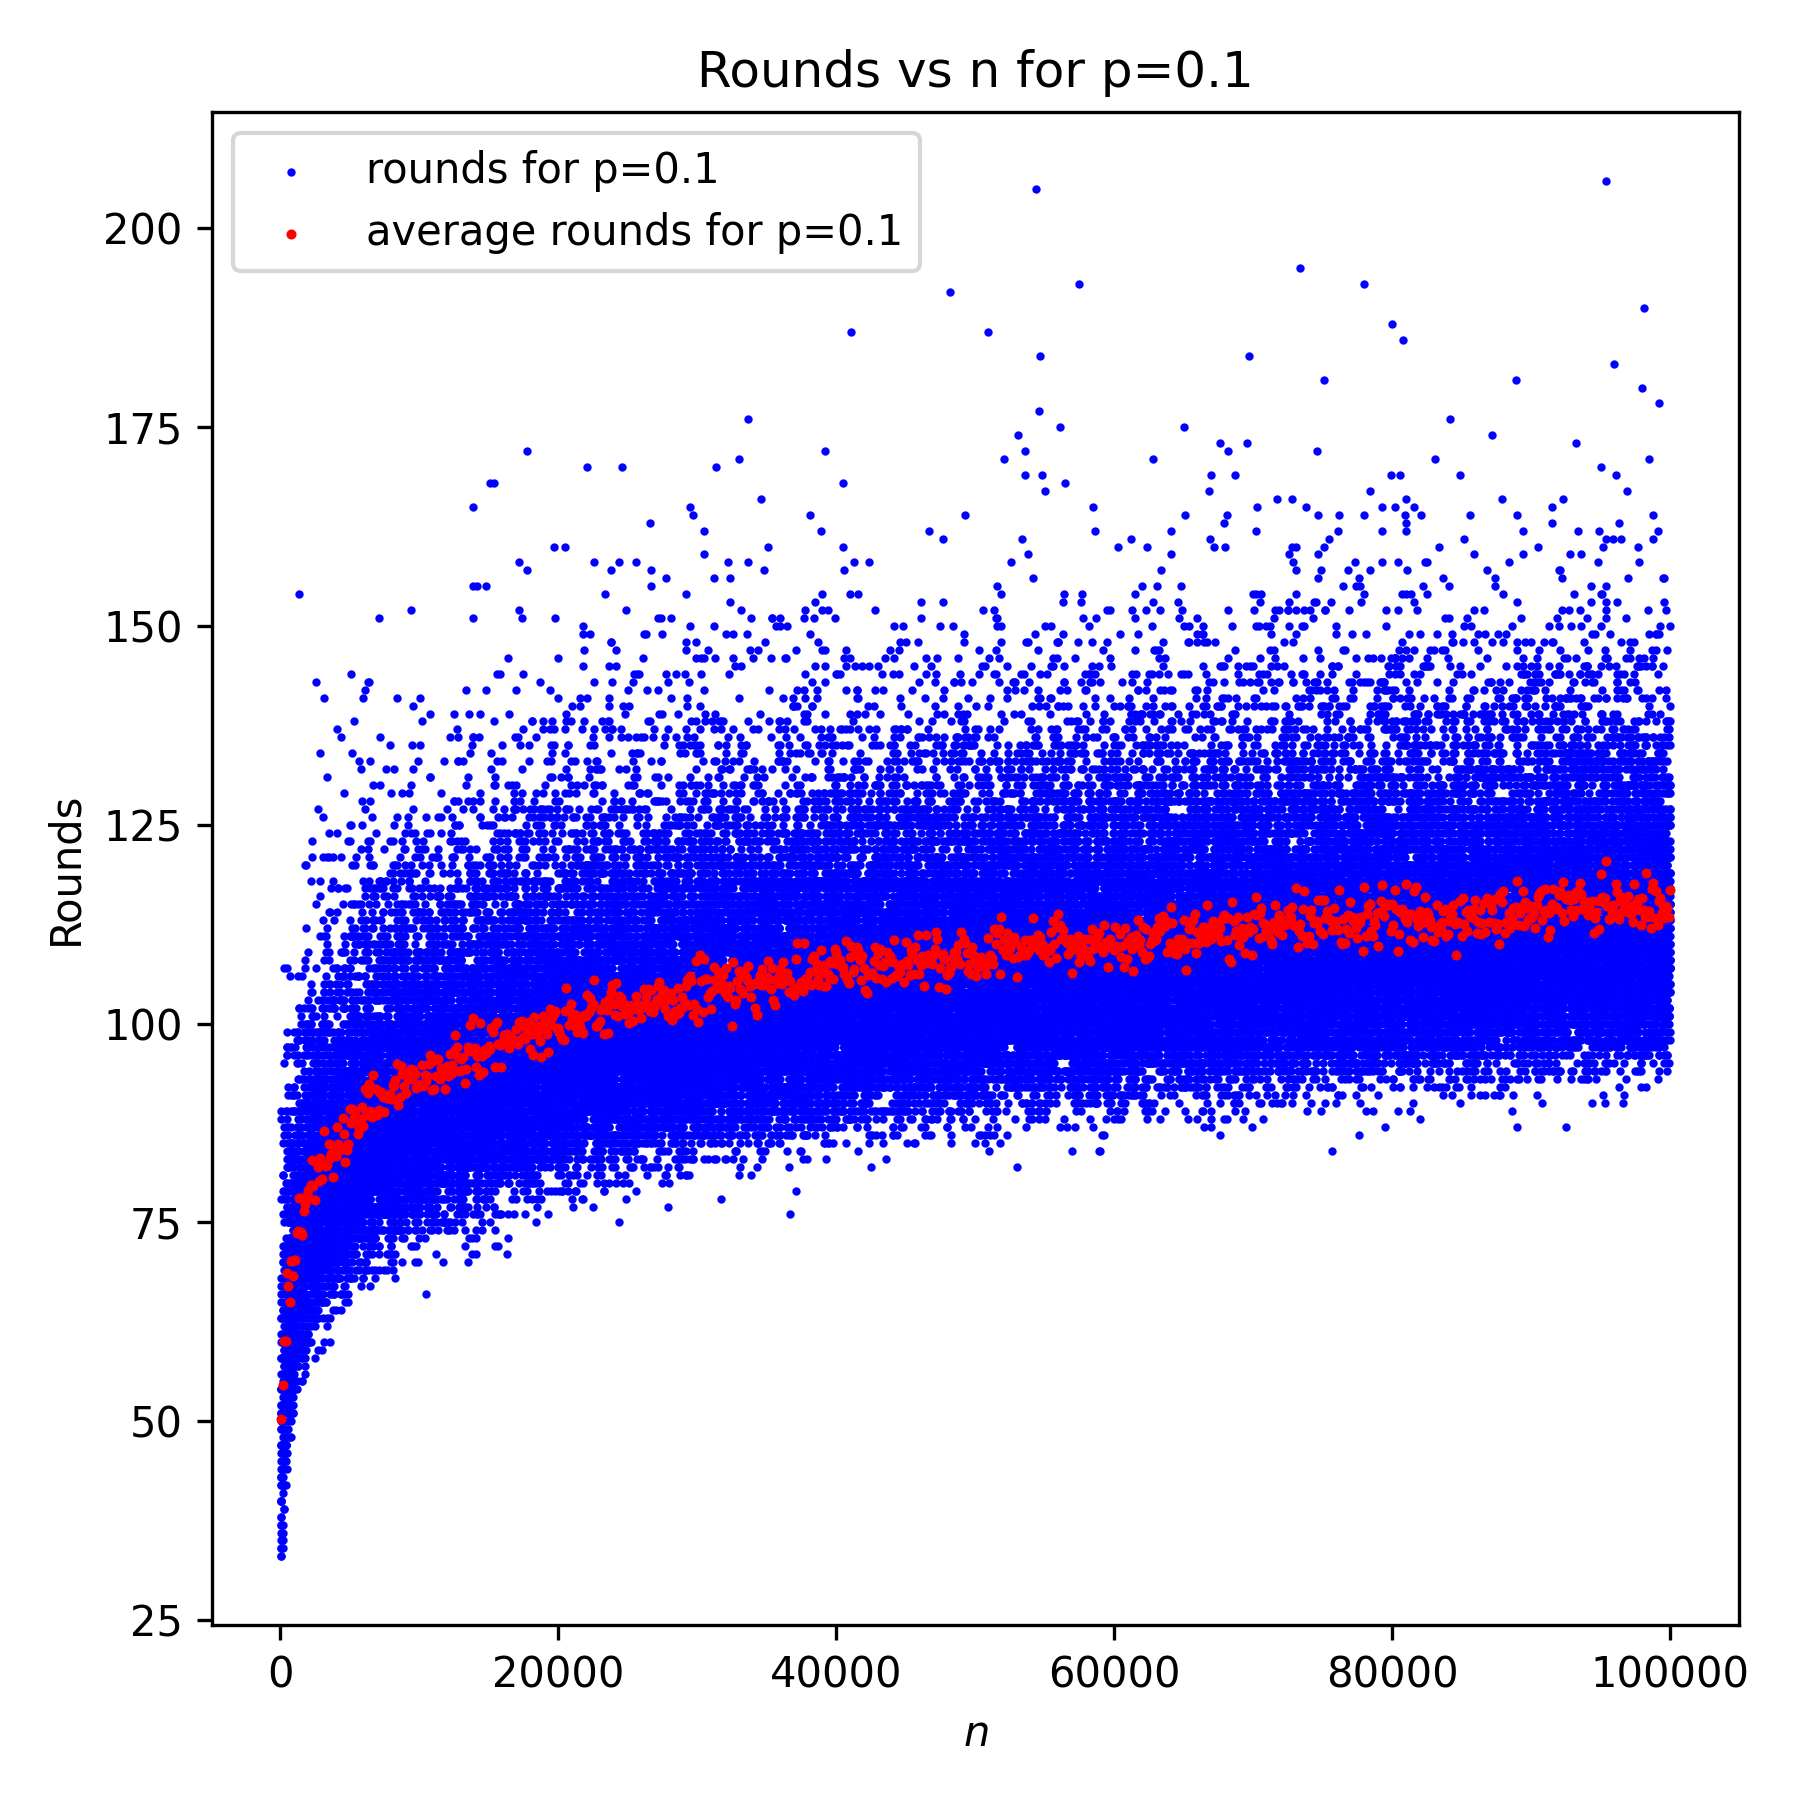 Rounds vs n for p=0.1
rounds for p=0.1
average rounds for p=0.1
200
175
150
125
100
75
50
25
Rounds
0 20000 40000 60000 80000 100000
n